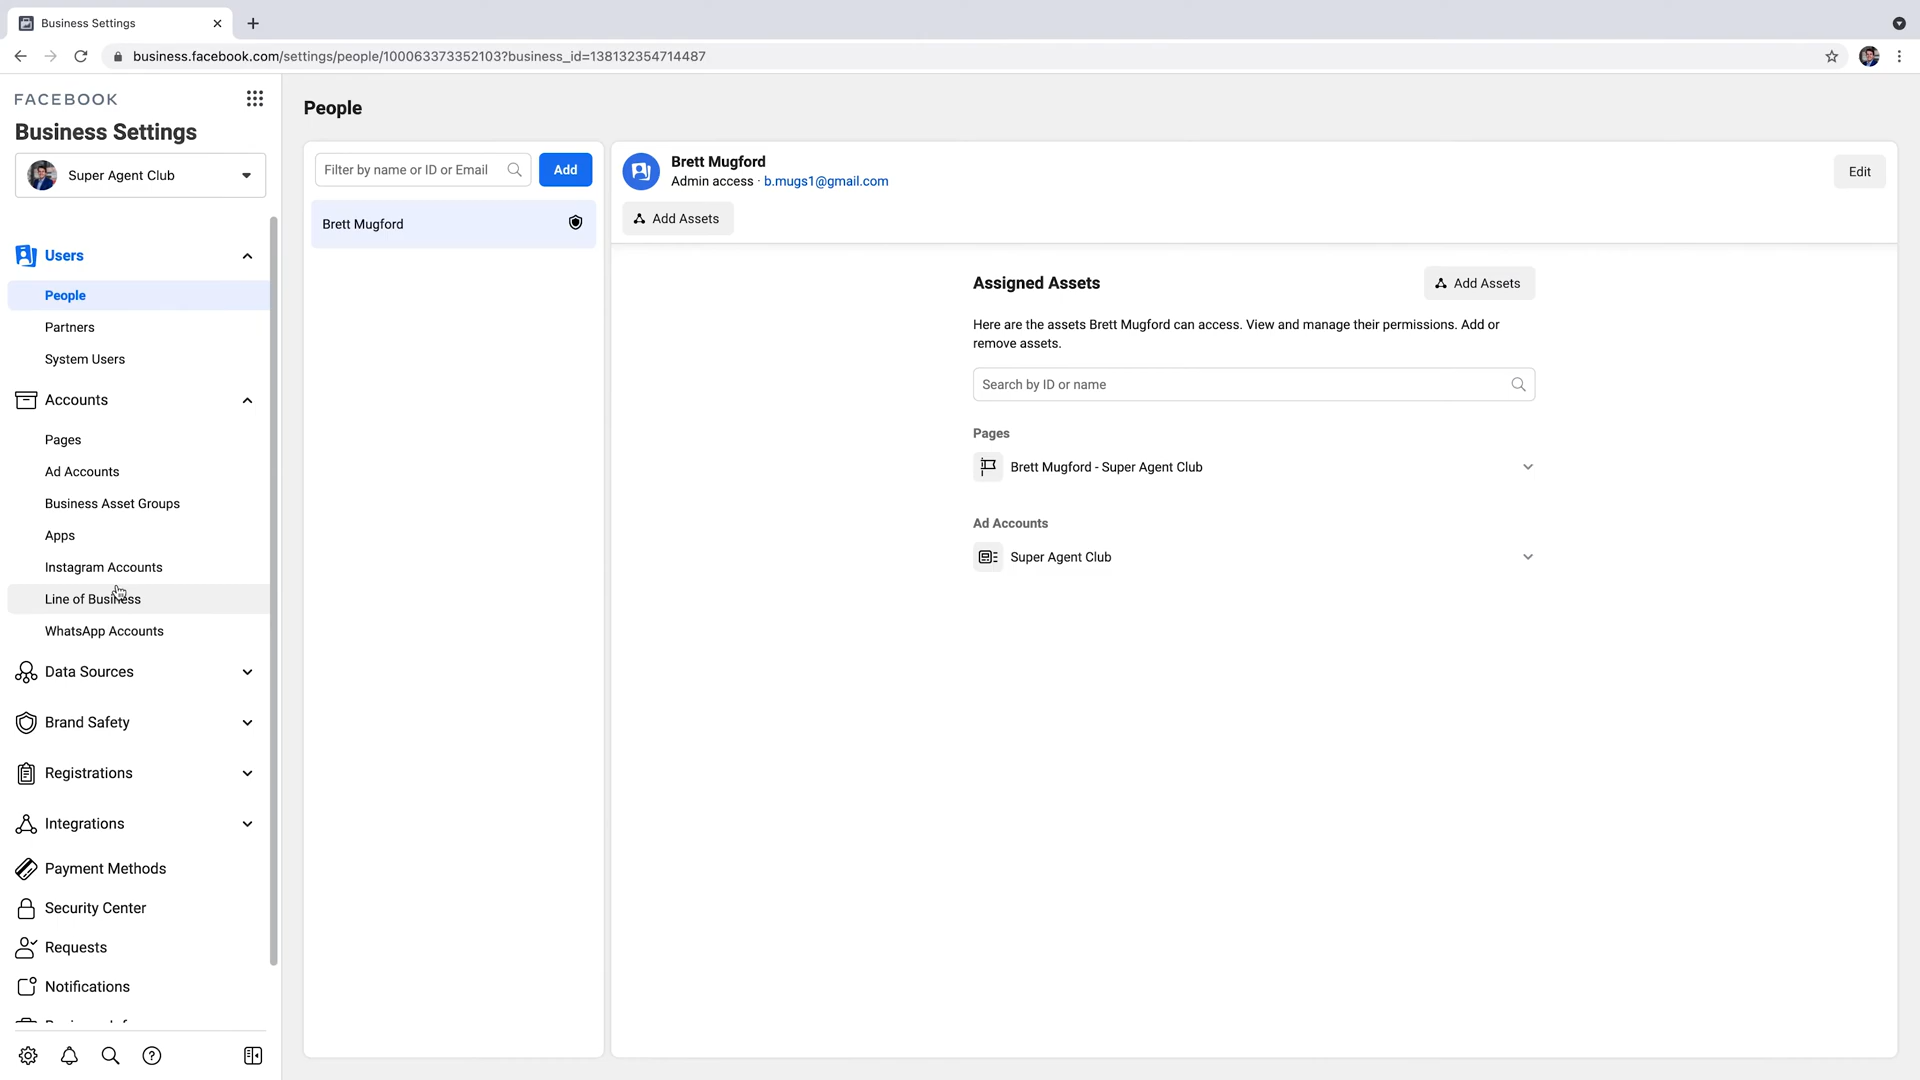 Business Settings
business.facebook.com/settings/people/100063373352103?business_id=138132354714487
FACEBOOK
Business Settings
Super Agent Club
Users
People
Partners
System Users
Accounts
Pages
Ad Accounts
Business Asset Groups
Apps
Instagram Accounts
Line of Business
WhatsApp Accounts
Data Sources
Brand Safety
Registrations
Integrations
Payment Methods
Security Center
Requests
Notifications
People
Filter by name or ID or Email
Add
Brett Mugford
Brett Mugford
Admin access · b.mugs1@gmail.com
Edit
Add Assets
Assigned Assets
Add Assets
Here are the assets Brett Mugford can access. View and manage their permissions. Add or
remove assets.
Search by ID or name
Pages
Brett Mugford - Super Agent Club
Ad Accounts
Super Agent Club